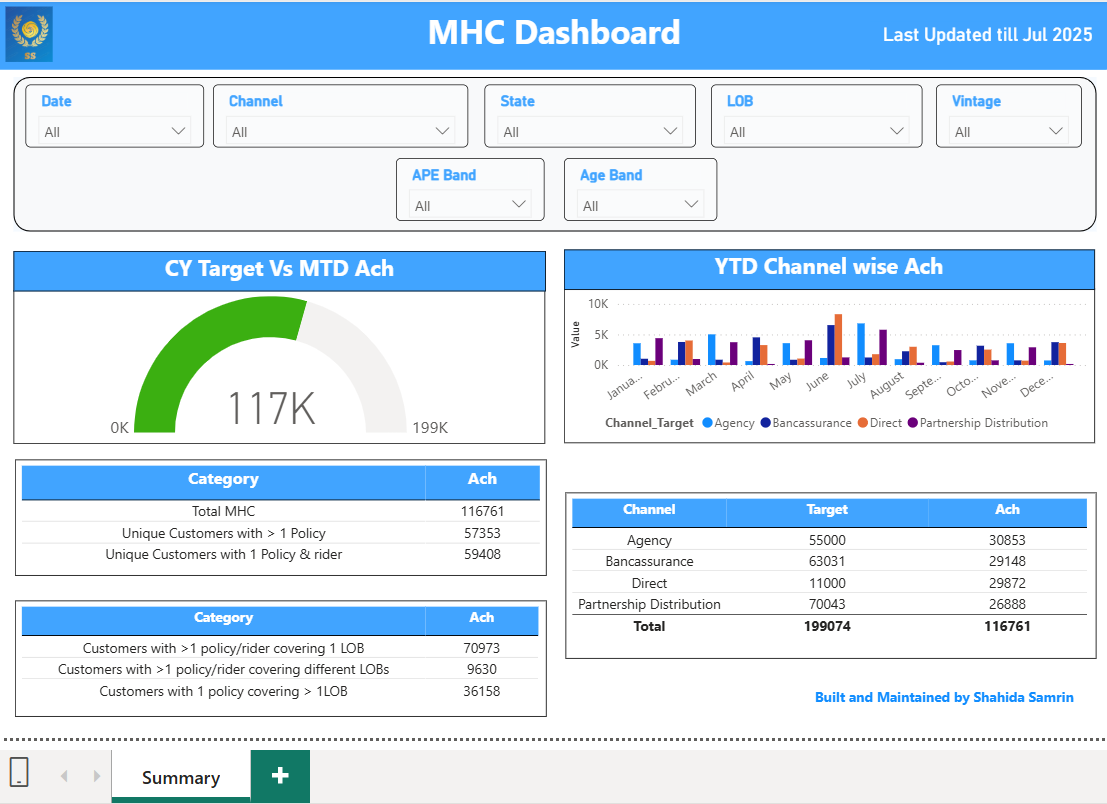 MHC Dashboard
Last Updated till Jul 2025
SS
Date
All
Channel
All
State
All
LOB
All
Vintage
All
APE Band
All
Age Band
All
CY Target Vs MTD Ach
117K
0K
199K
YTD Channel wise Ach
Value
10K
5K
0K
Janua...
Febru...
March
April
May
June
July
August
Septe...
Octo...
Nove...
Dece...
Channel_Target Agency Bancassurance Direct Partnership Distribution
Category Ach
Total MHC 116761
Unique Customers with > 1 Policy 57353
Unique Customers with 1 Policy & rider 59408
Category Ach
Customers with >1 policy/rider covering 1 LOB 70973
Customers with >1 policy/rider covering different LOBs 9630
Customers with 1 policy covering > 1LOB 36158
Channel Target Ach
Agency 55000 30853
Bancassurance 63031 29148
Direct 11000 29872
Partnership Distribution 70043 26888
Total 199074 116761
Built and Maintained by Shahida Samrin
Summary